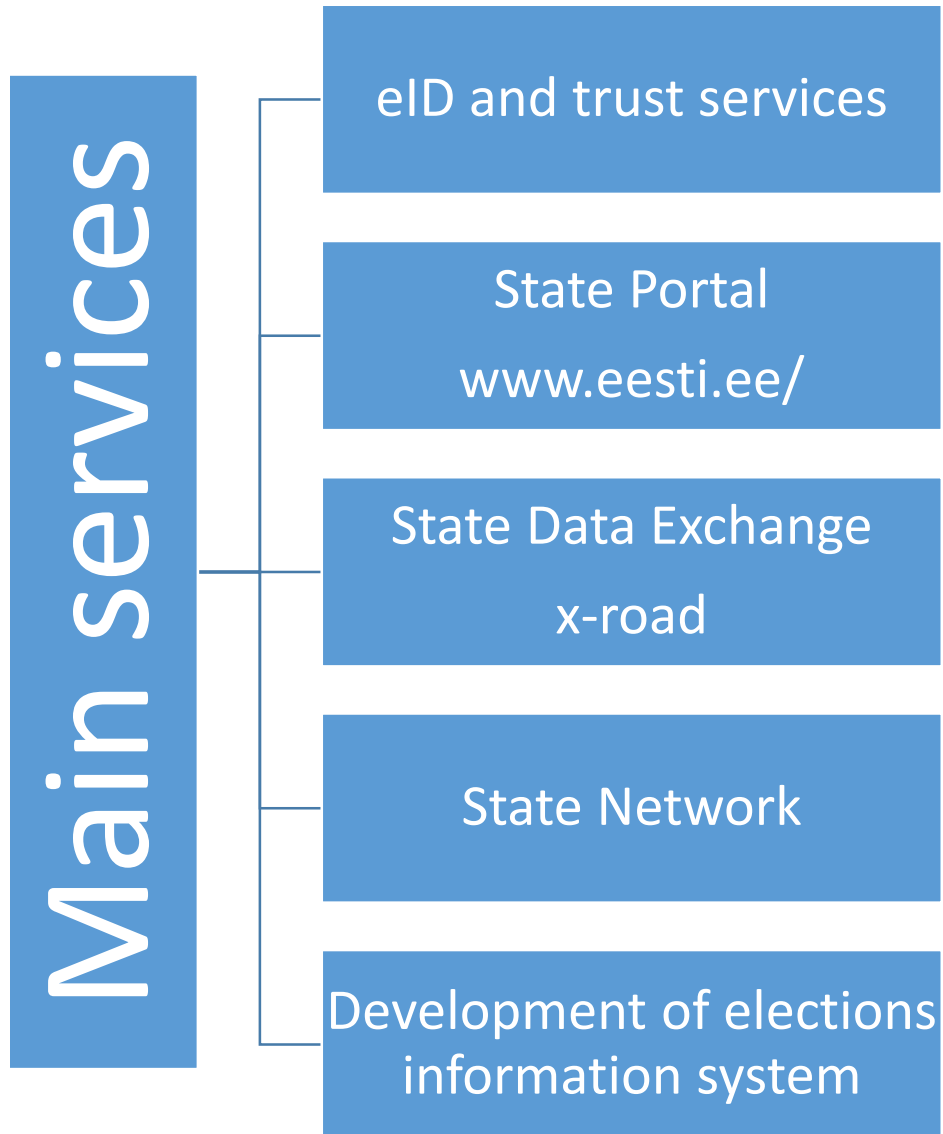 Main services
eID and trust services
State Portal
www.eesti.ee/
State Data Exchange
x-road
State Network
Development of elections
information system